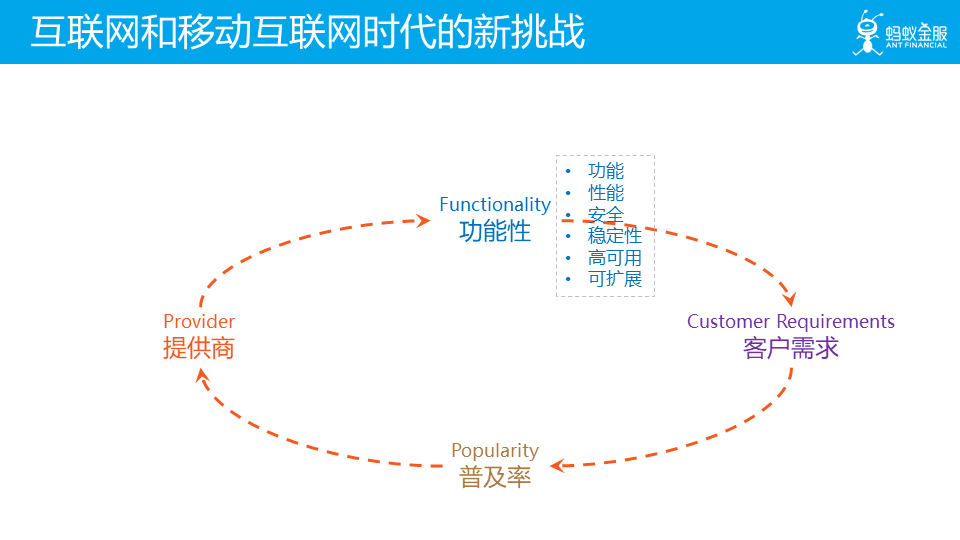 互联网和移动互联网时代的新挑战
蚂蚁金服
ANT FINANCIAL
Functionality
功能性
• 功能
• 性能
• 安全
• 稳定性
• 高可用
• 可扩展
Provider
提供商
Customer Requirements
客户需求
Popularity
普及率